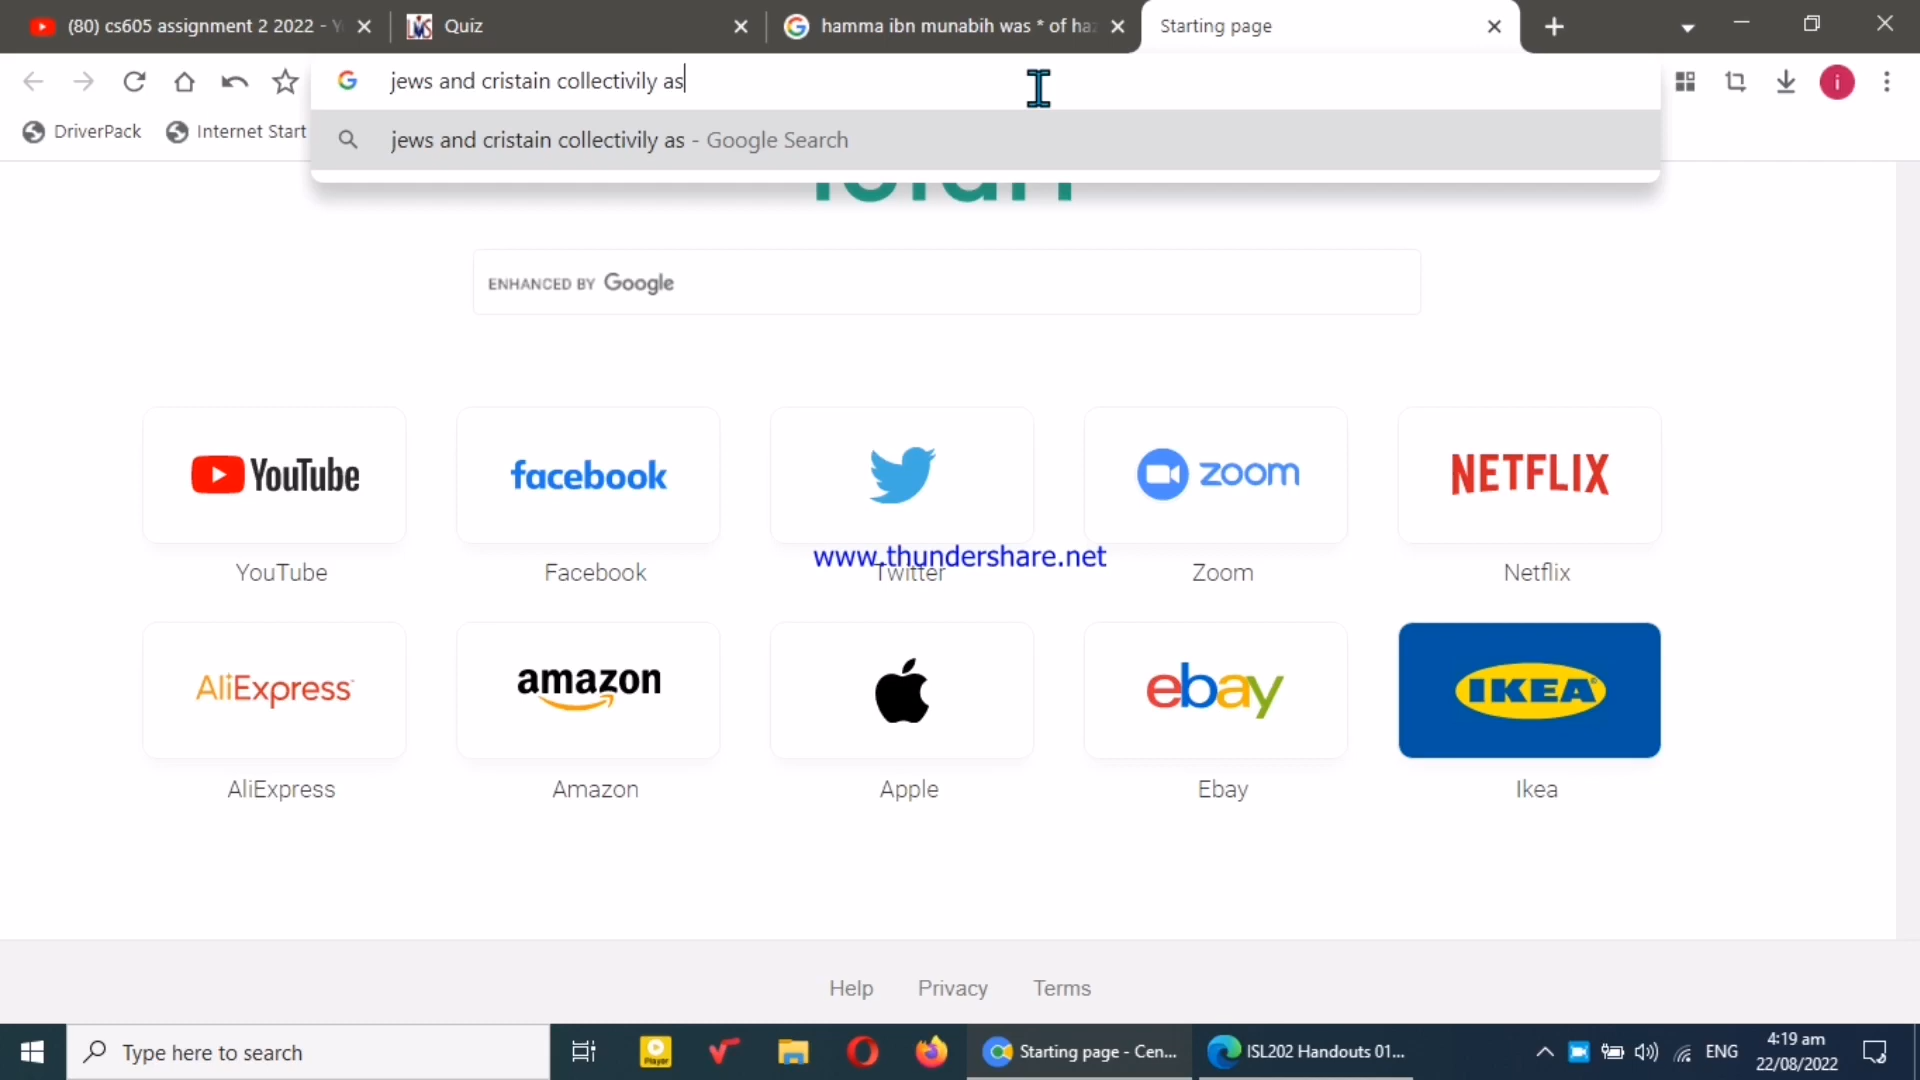 (80) cs605 assignment 2 2022 -
Quiz
hamma ibn munabih was * of
Starting page
jews and cristain collectivily as
i
DriverPack
Internet Start
jews and cristain collectivily as - Google Search
ENHANCED BY Google
YouTube
facebook
zoom
NETFLIX
www.thundershare.net
YouTube
Facebook
Twitter
Zoom
Netflix
AliExpress
amazon
ebay
IKEA
AliExpress
Amazon
Apple
Ebay
Ikea
Help
Privacy
Terms
Type here to search
Player
Starting page - Cen...
ISL202 Handouts 01...
ENG
4:19 am
22/08/2022